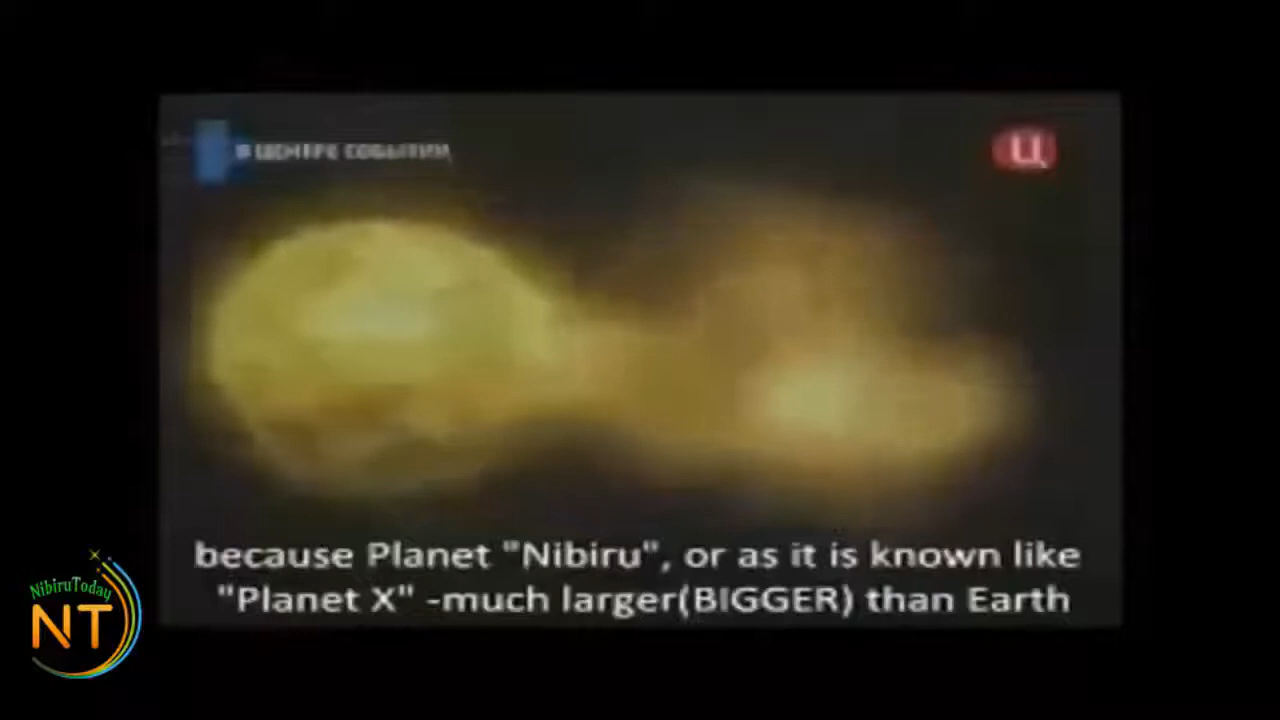 В ЦЕНТРЕ СОБЫТИЙ
Ц
because Planet "Nibiru", or as it is known like
"Planet X" -much larger(BIGGER) than Earth
NibiruToday
NT